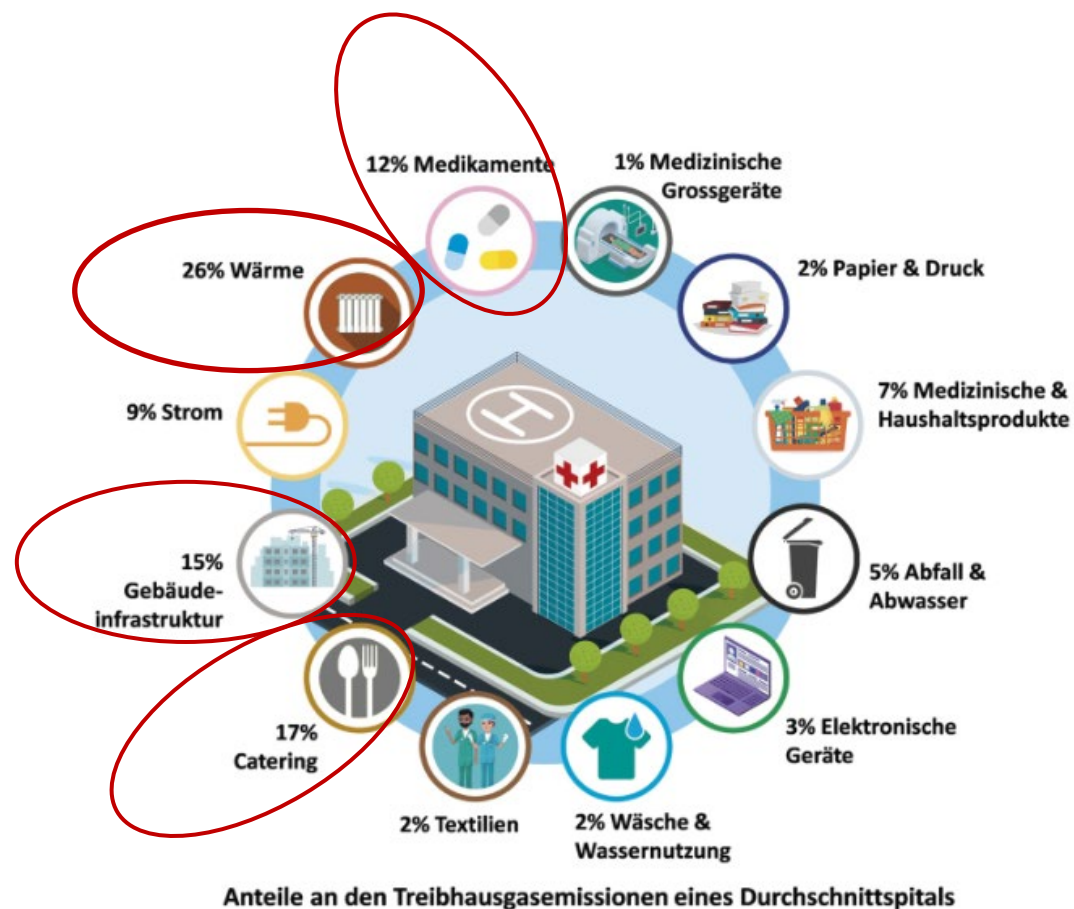 12% Medikamente
1% Medizinische
Grossgeräte
2% Papier & Druck
7% Medizinische &
Haushaltsprodukte
5% Abfall &
Abwasser
3% Elektronische
Geräte
2% Wäsche &
Wassernutzung
2% Textilien
17%
Catering
15%
Gebäude-
infrastruktur
9% Strom
26% Wärme
H
Anteile an den Treibhausgasemissionen eines Durchschnittspitals